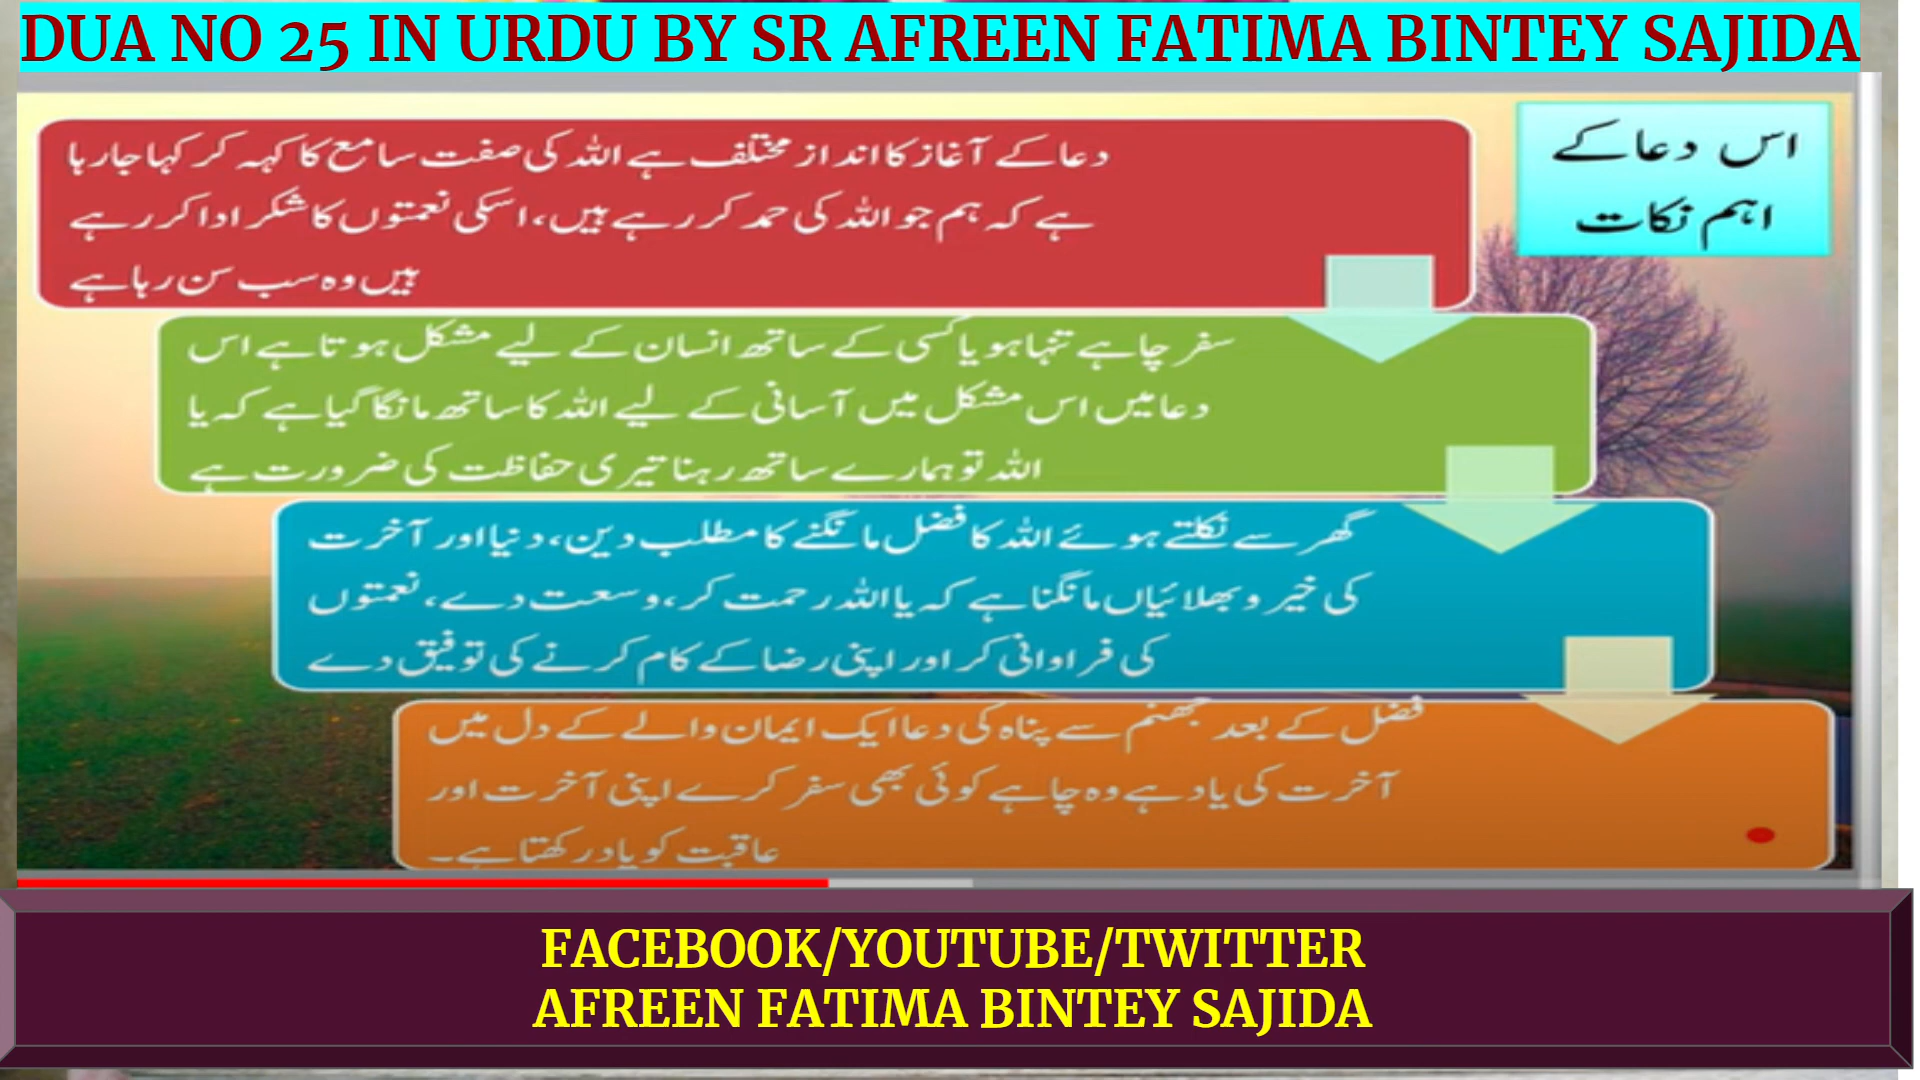 DUA NO 25 IN URDU BY SR AFREEN FATIMA BINTEY SAJIDA
اس دعا کے
اہم نکات
دعا کے آغاز کا انداز مختلف ہے اللہ کی صفت سامع کا کہہ کر کہا جا رہا
ہے کہ ہم جو اللہ کی حمد کر رہے ہیں، اسکی نعمتوں کا شکر ادا کر رہے
ہیں وہ سب سن رہا ہے
سفر چاہے تنہا ہو یا کسی کے ساتھ انسان کے لیے مشکل ہوتا ہے اس
دعا میں اس مشکل میں آسانی کے لیے اللہ کا ساتھ مانگا گیا ہے کہ یا
اللہ تو ہمارے ساتھ رہنا تیری حفاظت کی ضرورت ہے
گھر سے نکلتے ہوئے اللہ کا فضل مانگنے کا مطلب دین، دنیا اور آخرت
کی خیر و بھلائیاں مانگنا ہے کہ یا اللہ رحمت کر، وسعت دے، نعمتوں
کی فراوانی کر اور اپنی رضا کے کام کرنے کی توفیق دے
فضل کے بعد جہنم سے پناہ کی دعا ایک ایمان والے کے دل میں
آخرت کی یاد ہے وہ چاہے کوئی بھی سفر کرے اپنی آخرت اور
عاقبت کو یاد رکھتا ہے۔
FACEBOOK/YOUTUBE/TWITTER
AFREEN FATIMA BINTEY SAJIDA